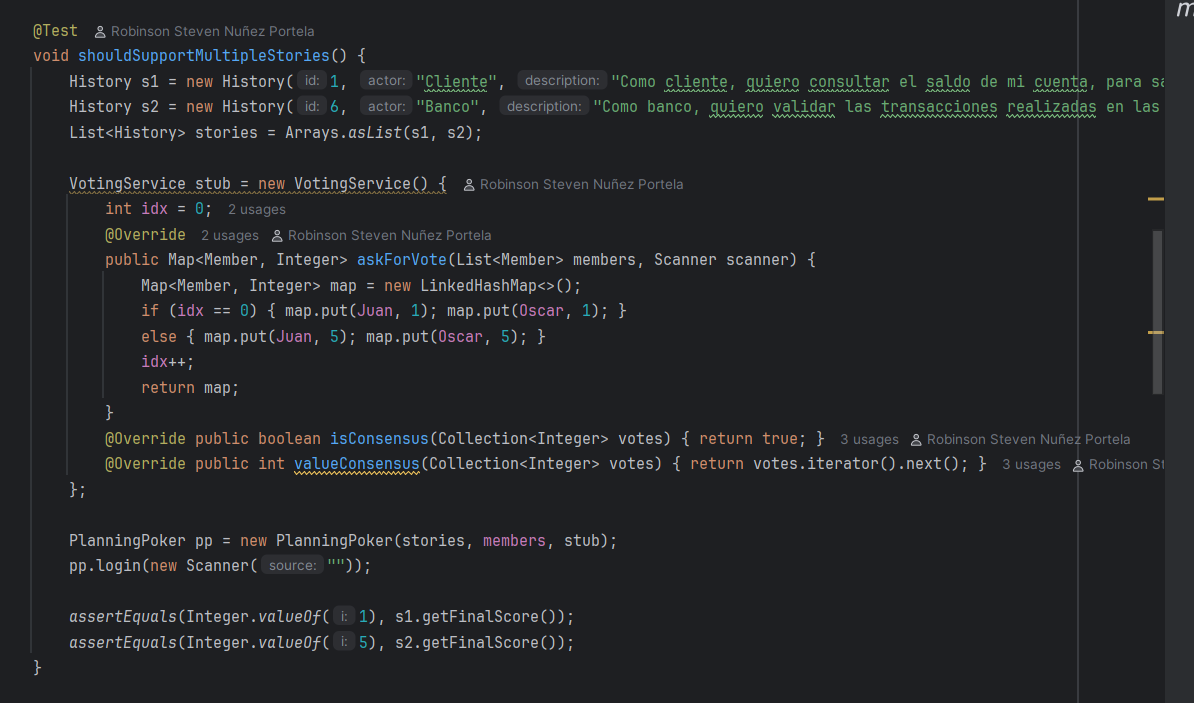 @Test Robinson Steven Nuñez Portela
void shouldSupportMultipleStories() {
History s1 = new History( id: 1, actor: "Cliente", description: "Como cliente, quiero consultar el saldo de mi cuenta, para sa
History s2 = new History( id: 6, actor: "Banco", description: "Como banco, quiero validar las transacciones realizadas en las
List<History> stories = Arrays.asList(s1, s2);
VotingService stub = new VotingService() { Robinson Steven Nuñez Portela
int idx = 0; 2 usages
@Override 2 usages Robinson Steven Nuñez Portela
public Map<Member, Integer> askForVote(List<Member> members, Scanner scanner) {
Map<Member, Integer> map = new LinkedHashMap<>();
if (idx == 0) { map.put(Juan, 1); map.put(Oscar, 1); }
else { map.put(Juan, 5); map.put(Oscar, 5); }
idx++;
return map;
}
@Override public boolean isConsensus(Collection<Integer> votes) { return true; } 3 usages Robinson Steven Nuñez Portela
@Override public int valueConsensus(Collection<Integer> votes) { return votes.iterator().next(); } 3 usages Robinson St
};
PlanningPoker pp = new PlanningPoker(stories, members, stub);
pp.login(new Scanner( source: ""));
assertEquals(Integer.valueOf( i: 1), s1.getFinalScore());
assertEquals(Integer.valueOf( i: 5), s2.getFinalScore());
}